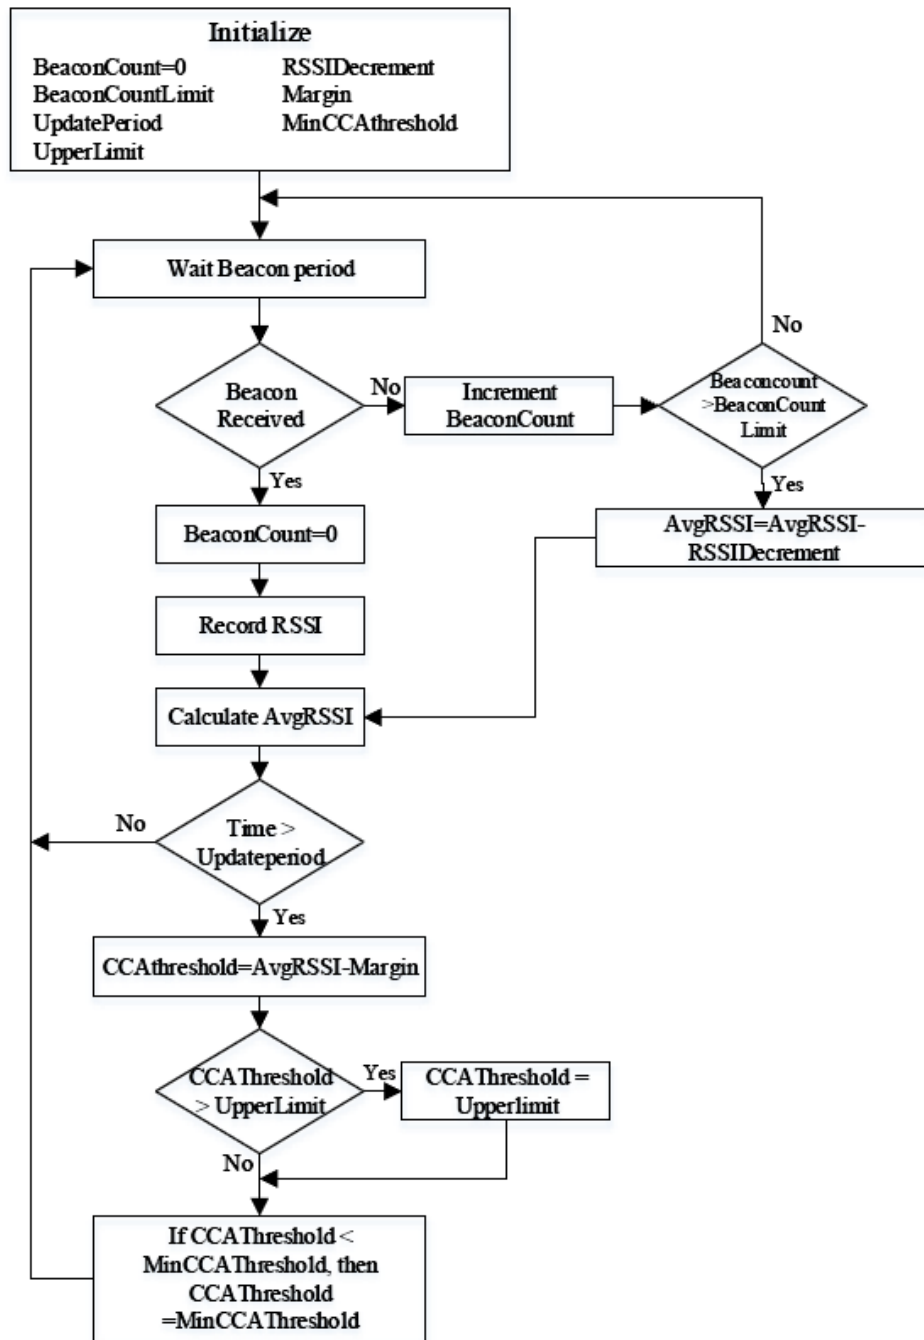 Initialize
BeaconCount=0
BeaconCountLimit
UpdatePeriod
UpperLimit
RSSIDecrement
Margin
MinCCAthreshold
Wait Beacon period
Beacon
Received
No
Increment
BeaconCount
Beaconcount
>BeaconCount
Limit
No
Yes
AvgRSSI=AvgRSSI-
RSSIDecrement
Yes
BeaconCount=0
Record RSSI
Calculate AvgRSSI
Time >
Updateperiod
No
Yes
CCAthreshold=AvgRSSI-Margin
CCAThreshold
> UpperLimit
Yes
CCAThreshold =
Upperlimit
No
If CCAThreshold <
MinCCAThreshold, then
CCAThreshold
=MinCCAThreshold